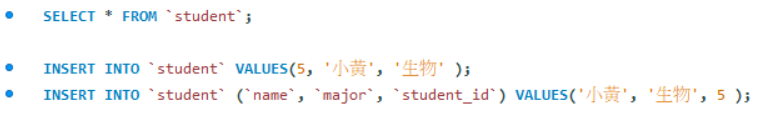 SELECT * FROM `student`;
INSERT INTO `student` VALUES(5, '小黄', '生物' );
INSERT INTO `student` (`name`, `major`, `student_id`) VALUES('小黄', '生物', 5 );